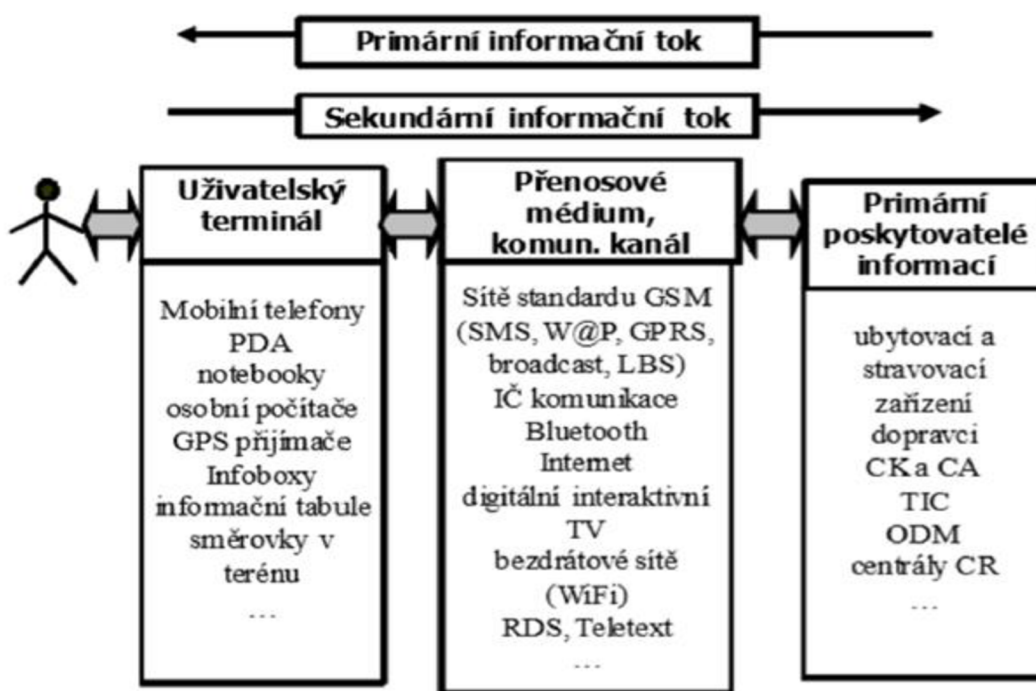 Primární informační tok
Sekundární informační tok
Uživatelský
terminál
Mobilní telefony
PDA
notebooky
osobní počítače
GPS přijímače
Infoboxy
informační tabule
směrovky v
terénu
...
Přenosové
médium,
komun. kanál
Sítě standardu GSM
(SMS, W@P, GPRS,
broadcast, LBS)
IČ komunikace
Bluetooth
Internet
digitální interaktivní
TV
bezdrátové sítě
(WiFi)
RDS, Teletext
...
Primární
poskytovatelé
informací
ubytovací a
stravovací
zařízení
dopravci
CK a CA
TIC
ODM
centrály CR
...